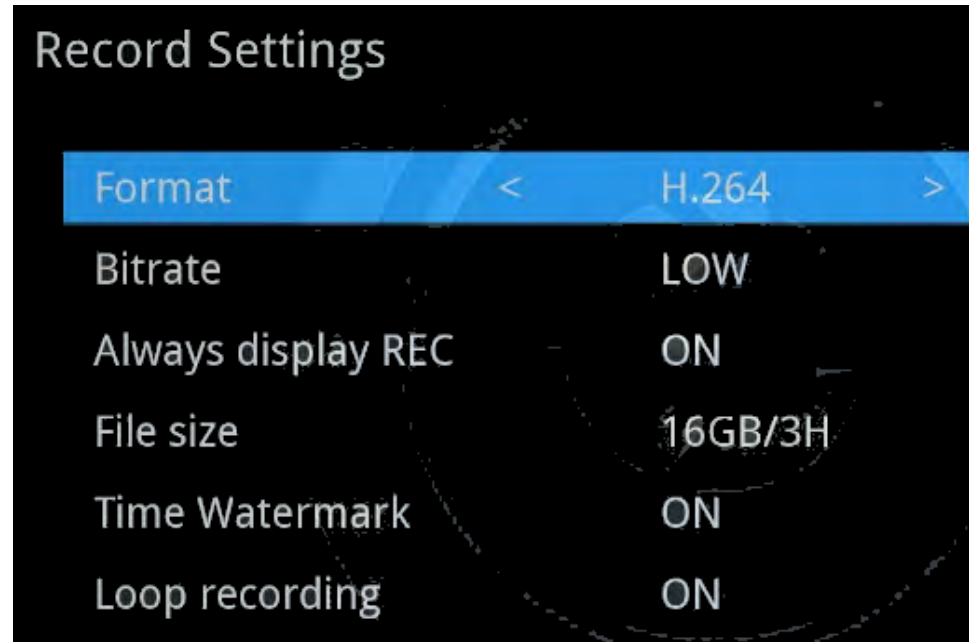 Record Settings
Format < H.264 >
Bitrate LOW
Always display REC ON
File size 16GB/3H
Time Watermark ON
Loop recording ON